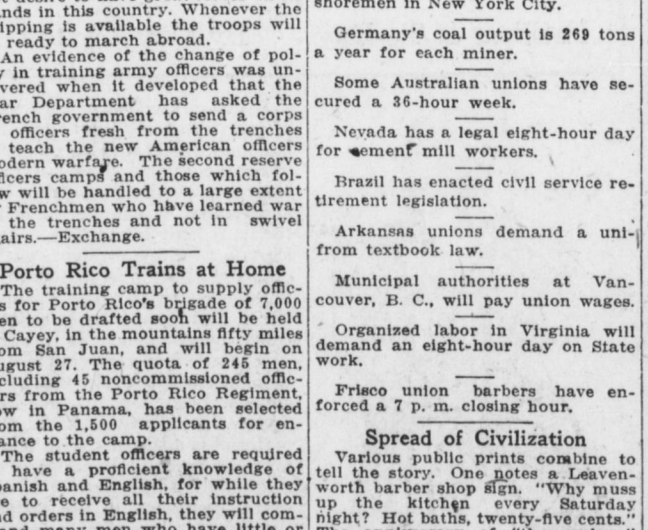 nds in this country. Whenever the
ipping is available the troops will
ready to march abroad.
An evidence of the change of pol-
y in training army officers was un-
vered when it developed that the
ar Department has asked the
ench government to send a corps
officers fresh from the trenches
teach the new American officers
odern warfare. The second reserve
ficers camps and those which fol-
w will be handled to a large extent
Frenchmen who have learned war
the trenches and not in swivel
airs.—Exchange.
Porto Rico Trains at Home
The training camp to supply offic-
s for Porto Rico's brigade of 7,000
en to be drafted soon will be held
Cayey, in the mountains fifty miles
om San Juan, and will begin on
ugust 27. The quota of 245 men,
cluding 45 noncommissioned offic-
rs from the Porto Rico Regiment,
ow in Panama, has been selected
om the 1,500 applicants for en-
ance to the camp.
The student officers are required
have a proficient knowledge of
anish and English, for while they
e to receive all their instruction
d orders in English, they will com-
and many men who have little or
shoremen in New York City.
Germany's coal output is 269 tons
a year for each miner.
Some Australian unions have se-
cured a 36-hour week.
Nevada has a legal eight-hour day
for cement mill workers.
Brazil has enacted civil service re-
tirement legislation.
Arkansas unions demand a uni-
from textbook law.
Municipal authorities at Van-
couver, B. C., will pay union wages.
Organized labor in Virginia will
demand an eight-hour day on State
work.
Frisco union barbers have en-
forced a 7 p. m. closing hour.
Spread of Civilization
Various public prints combine to
tell the story. One notes a Leaven-
worth barber shop sign. "Why muss
up the kitchen every Saturday
night? Hot baths, twenty-five cents."